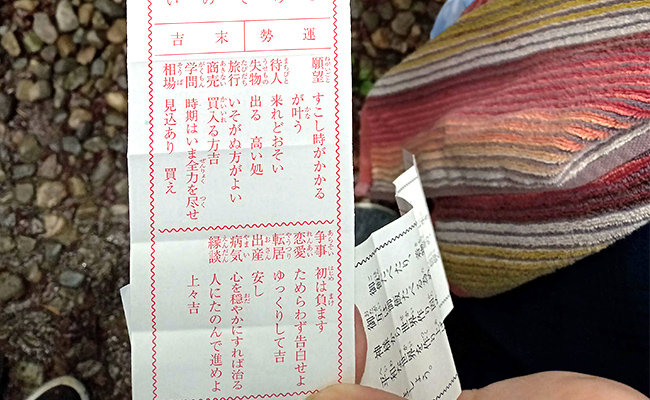 運勢 末吉
願望 すこし時がかかる
が叶う
待人 来れどおそい
失物 出る 高い処
旅行 いそがぬ方がよい
商売 買入る方吉
学問 時期はいま全力を尽せ
相場 見込あり 買え
争事 初は負ます
恋愛 ためらわず告白せよ
転居 ゆっくりして吉
出産 安し
病気 心を穏やかにすれば治る
縁談 人にたのんで進めよ
上々吉